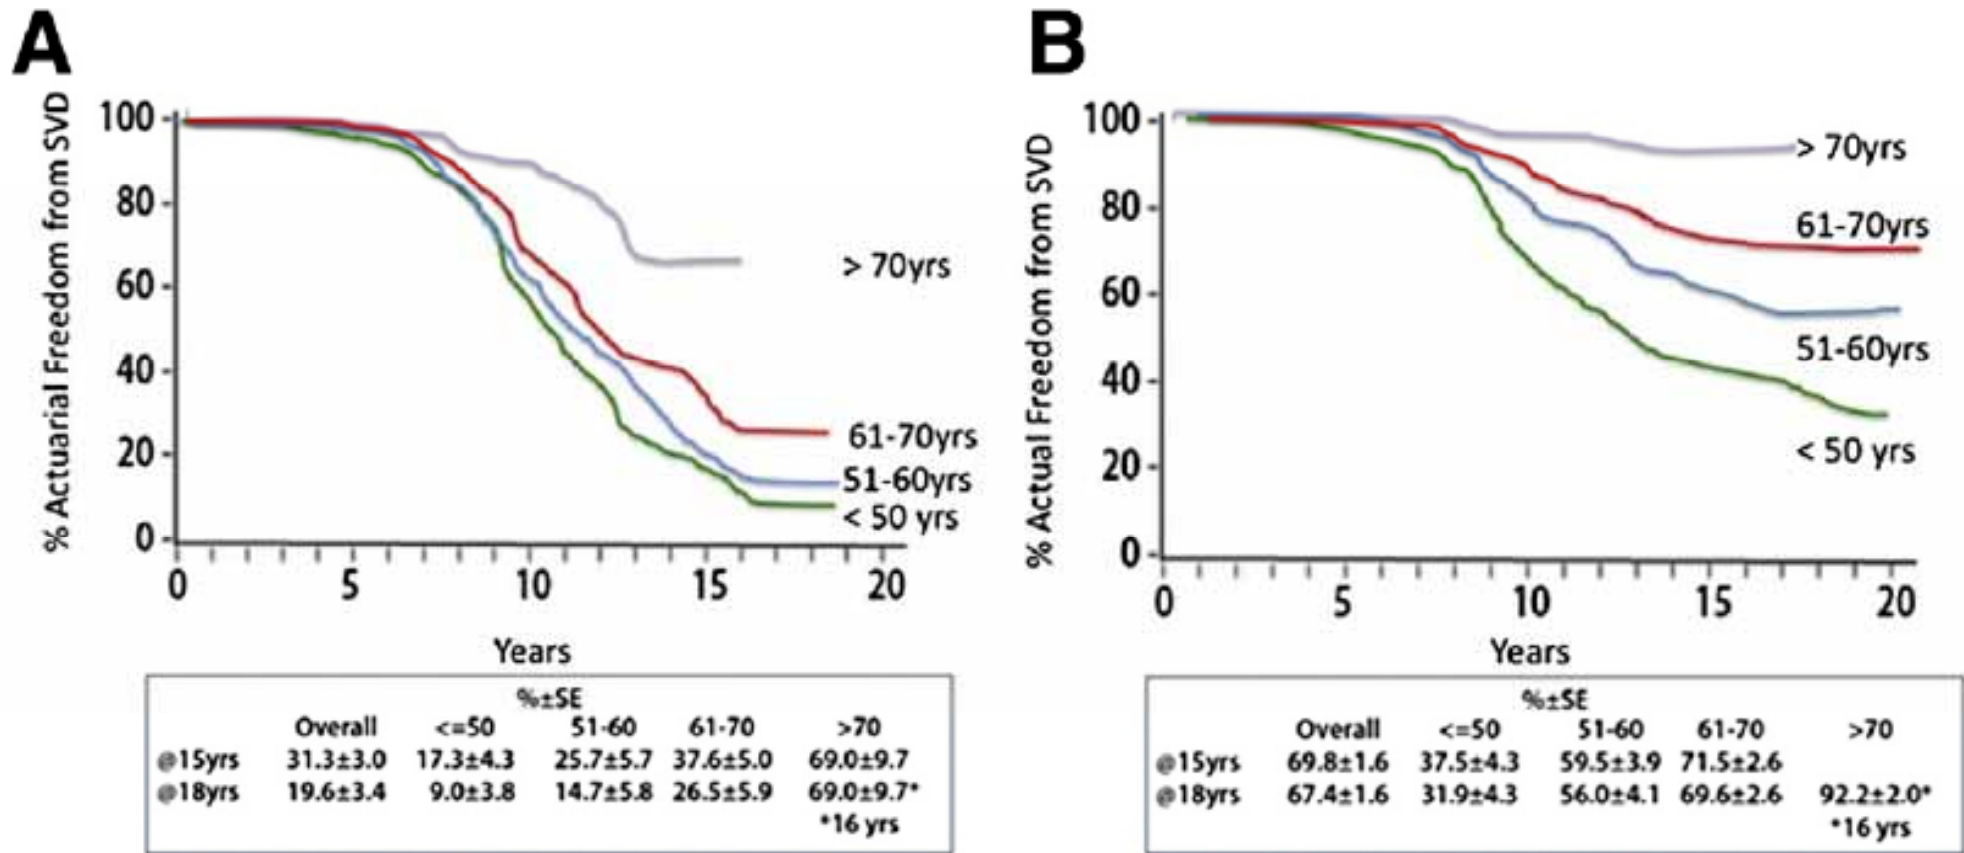 A
% Actuarial Freedom from SVD
100
80
60
40
20
0
> 70yrs
61-70yrs
51-60yrs
< 50 yrs
0 5 10 15 20
Years
%±SE
Overall <=50 51-60 61-70 >70
@15yrs 31.3±3.0 17.3±4.3 25.7±5.7 37.6±5.0 69.0±9.7
@18yrs 19.6±3.4 9.0±3.8 14.7±5.8 26.5±5.9 69.0±9.7*
*16 yrs
B
% Actual Freedom from SVD
100
80
60
40
20
0
> 70yrs
61-70yrs
51-60yrs
< 50 yrs
0 5 10 15 20
Years
%±SE
Overall <=50 51-60 61-70 >70
@15yrs 69.8±1.6 37.5±4.3 59.5±3.9 71.5±2.6
@18yrs 67.4±1.6 31.9±4.3 56.0±4.1 69.6±2.6 92.2±2.0*
*16 yrs